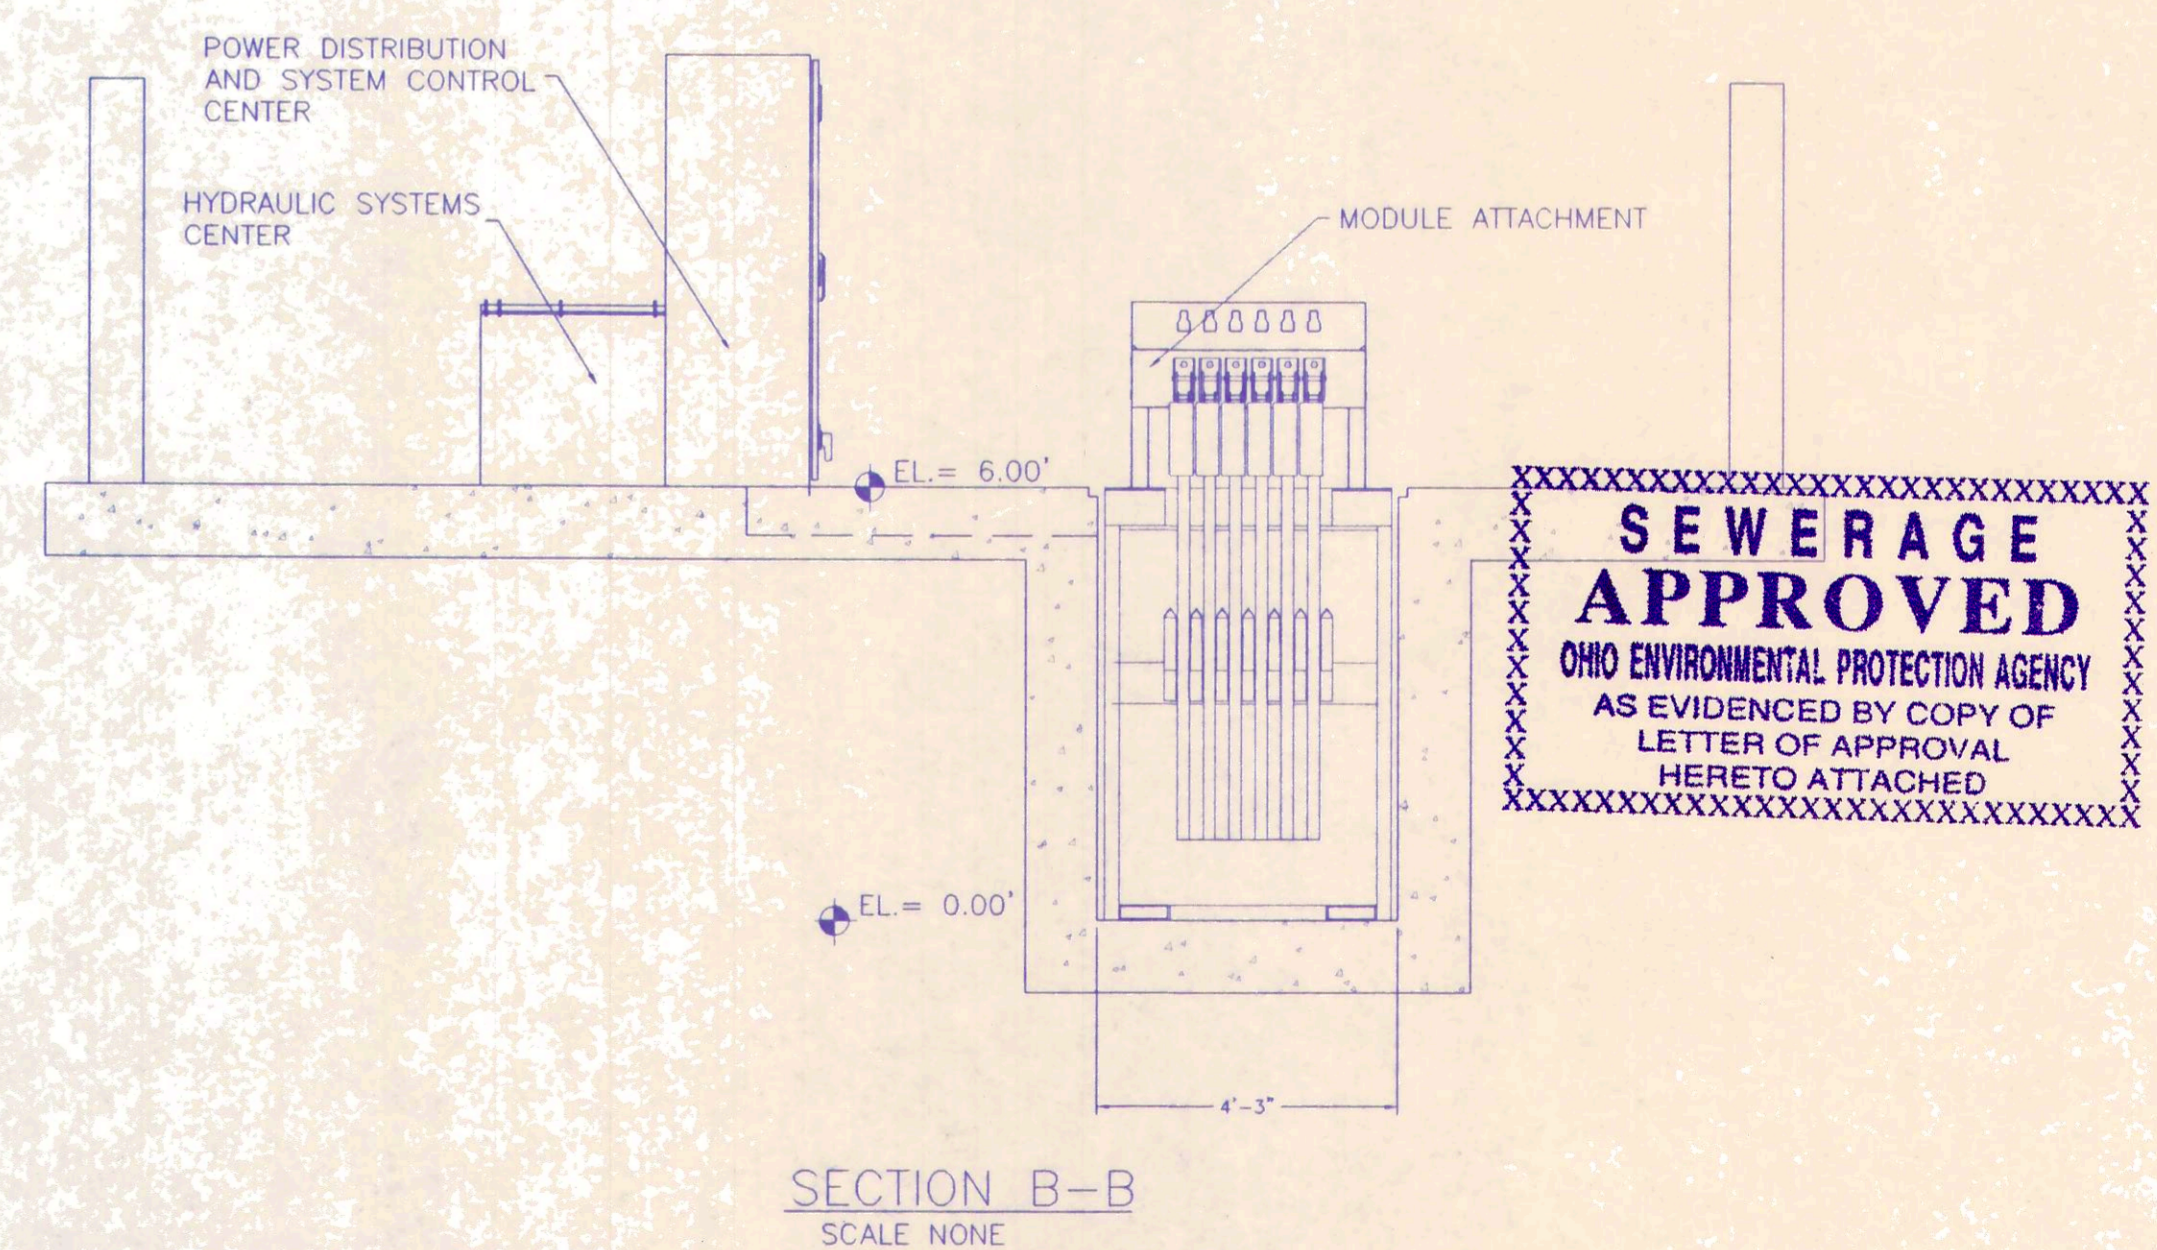 POWER DISTRIBUTION
AND SYSTEM CONTROL
CENTER
HYDRAULIC SYSTEMS
CENTER
MODULE ATTACHMENT
EL.= 6.00'
EL.= 0.00'
4'-3"
XXXXXXXXXXXXXXXXXXXXXXXXXXXX
SEWERAGE
APPROVED
OHIO ENVIRONMENTAL PROTECTION AGENCY
AS EVIDENCED BY COPY OF
LETTER OF APPROVAL
HERETO ATTACHED
XXXXXXXXXXXXXXXXXXXXXXXXXXXX
SECTION B-B
SCALE NONE